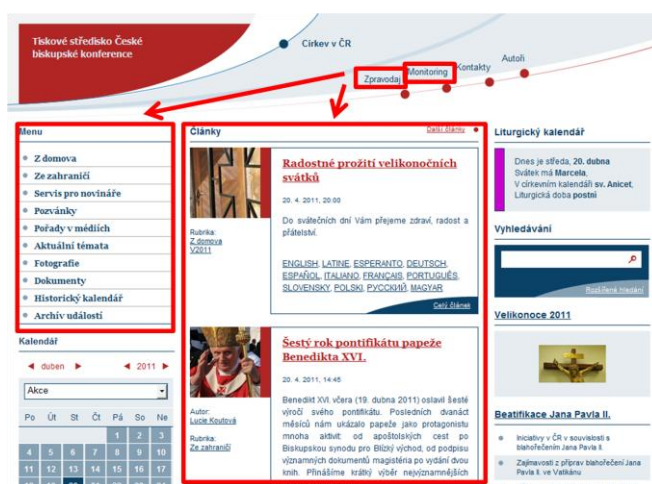 Tiskové středisko České
biskupské konference
Církev v ČR
Zpravodaj
Monitoring
Kontakty
Autoři
Menu
Z domova
Ze zahraničí
Servis pro novináře
Pozvánky
Pořady v médiích
Aktuální témata
Fotografie
Dokumenty
Historický kalendář
Archív událostí
Kalendář
duben
2011
Akce
Po Út St Čt Pá So Ne
1 2 3
4 5 6 7 8 9 10
11 12 13 14 15 16 17
Články
Další články
Radostné prožití velikonočních
svátků
20. 4. 2011, 20:00
Do svátečních dní Vám přejeme zdraví, radost a
přátelství.
Rubrika:
Z domova
V2011
ENGLISH, LATINE, ESPERANTO, DEUTSCH,
ESPAÑOL, ITALIANO, FRANÇAIS, PORTUGUÊS,
SLOVENSKY, POLSKI, РУССКИЙ, MAGYAR
Celý článek
Šestý rok pontifikátu papeže
Benedikta XVI.
20. 4. 2011, 14:46
Benedikt XVI. včera (19. dubna 2011) oslavil šesté
výročí svého pontifikátu. Posledních dvanáct
měsíců nám ukázalo papeže jako protagonistu
mnoha aktivit: od apoštolských cest po
Biskupskou synodu pro Blízký východ, od podpisu
významných dokumentů magistéria po vydání dvou
knih. Přinášíme krátký výběr nejvýznamnějších
Autor:
Lucie Koutová
Rubrika:
Ze zahraničí
Liturgický kalendář
Dnes je středa, 20. dubna
Svátek má Marcela,
V církevním kalendáři sv. Anicet,
Liturgická doba postní
Vyhledávání
Rozšířené hledání
Velikonoce 2011
Beatifikace Jana Pavla II.
Iniciativy v ČR v souvislosti s
blahořečením Jana Pavla II.
Zajímavosti z příprav blahořečení Jana
Pavla II. ve Vatikánu